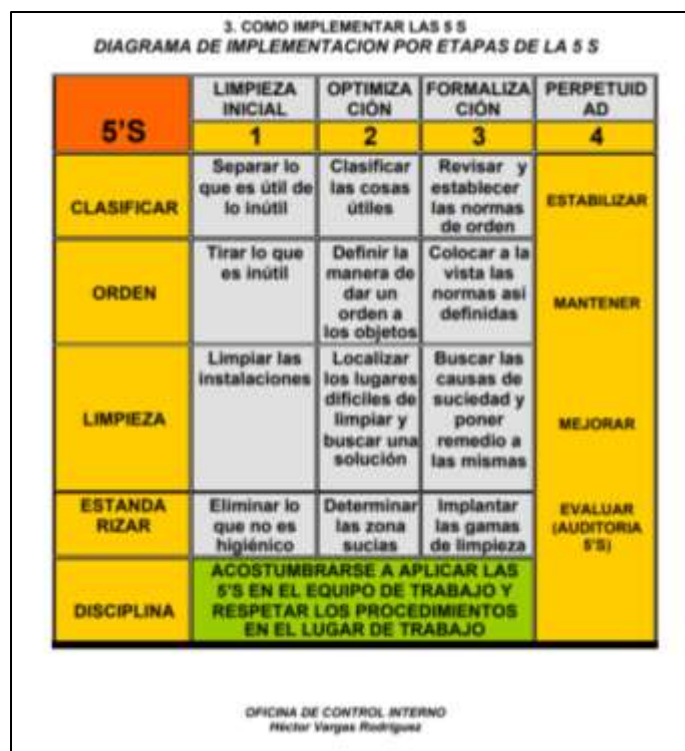 3. COMO IMPLEMENTAR LAS 5 S
DIAGRAMA DE IMPLEMENTACION POR ETAPAS DE LA 5 S
5'S
LIMPIEZA
INICIAL
OPTIMIZA
CIÓN
FORMALIZA
CIÓN
PERPETUID
AD
1
2
3
4
CLASIFICAR
Separar lo
que es útil de
lo inútil
Clasificar
las cosas
útiles
Revisar y
establecer
las normas
de orden
ESTABILIZAR
ORDEN
Tirar lo que
es inútil
Definir la
manera de
dar un
orden a
los objetos
Colocar a la
vista las
normas asi
definidas
MANTENER
LIMPIEZA
Limpiar las
instalaciones
Localizar
los lugares
dificiles de
limpiar y
buscar una
solución
Buscar las
causas de
suciedad y
poner
remedio a
las mismas
MEJORAR
ESTANDA
RIZAR
Eliminar lo
que no es
higiénico
Determinar
las zona
sucias
Implantar
las gamas
de limpieza
EVALUAR
(AUDITORIA
5'S)
DISCIPLINA
ACOSTUMBRARSE A APLICAR LAS
5'S EN EL EQUIPO DE TRABAJO Y
RESPETAR LOS PROCEDIMIENTOS
EN EL LUGAR DE TRABAJO
OFICINA DE CONTROL INTERNO
Héctor Vargas Rodríguez